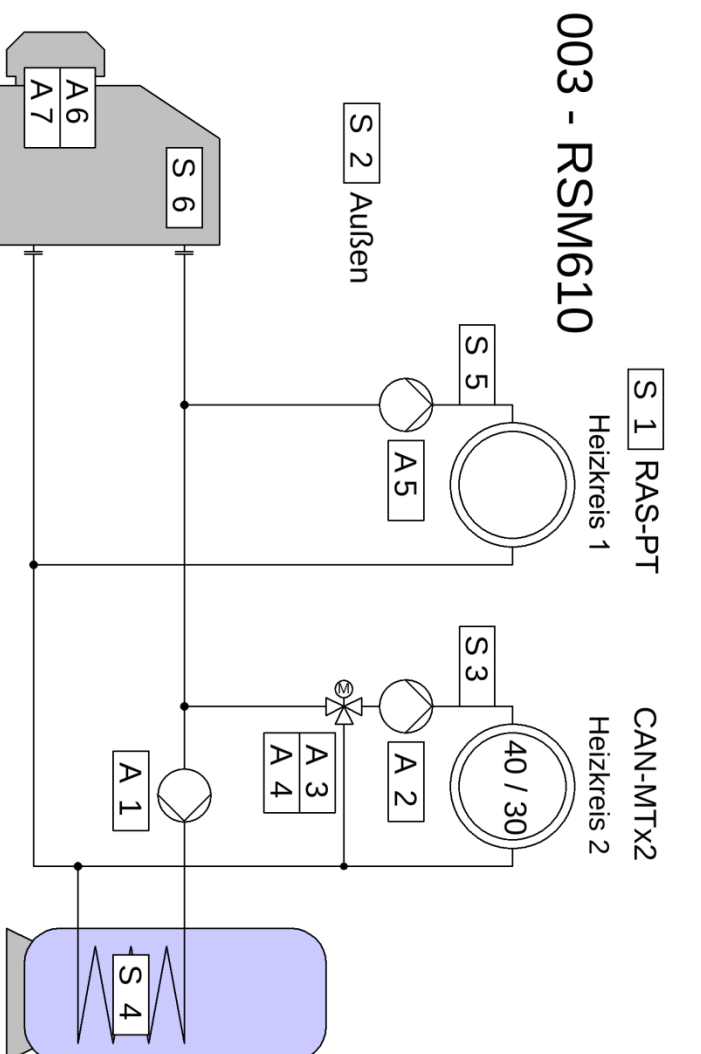 003 - RSM610
S 1 RAS-PT
Heizkreis 1
CAN-MTx2
Heizkreis 2
40 / 30
S 2 Außen
S 5
S 3
A 5
A 2
M
A 3
A 4
S 6
A 1
A 6
A 7
S 4